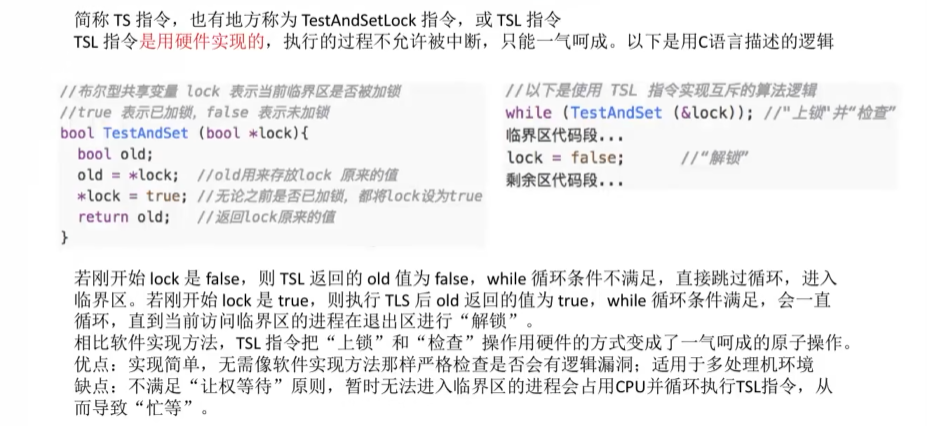 简称 TS 指令，也有地方称为 TestAndSetLock 指令，或 TSL 指令
TSL 指令是用硬件实现的，执行的过程不允许被中断，只能一气呵成。以下是用C语言描述的逻辑
//布尔型共享变量 lock 表示当前临界区是否被加锁
//true 表示已加锁，false 表示未加锁
bool TestAndSet (bool *lock){
bool old;
old = *lock; //old用来存放lock 原来的值
*lock = true; //无论之前是否已加锁，都将lock设为true
return old; //返回lock原来的值
}
//以下是使用 TSL 指令实现互斥的算法逻辑
while (TestAndSet (&lock)); //"上锁"并“检查”
临界区代码段...
lock = false; //“解锁”
剩余区代码段...
若刚开始 lock 是 false，则 TSL 返回的 old 值为 false，while 循环条件不满足，直接跳过循环，进入
临界区。若刚开始 lock 是 true，则执行 TLS 后 old 返回的值为 true，while 循环条件满足，会一直
循环，直到当前访问临界区的进程在退出区进行“解锁”。
相比软件实现方法，TSL 指令把“上锁”和“检查”操作用硬件的方式变成了一气呵成的原子操作。
优点：实现简单，无需像软件实现方法那样严格检查是否会有逻辑漏洞；适用于多处理机环境
缺点：不满足“让权等待”原则，暂时无法进入临界区的进程会占用CPU并循环执行TSL指令，从
而导致“忙等”。